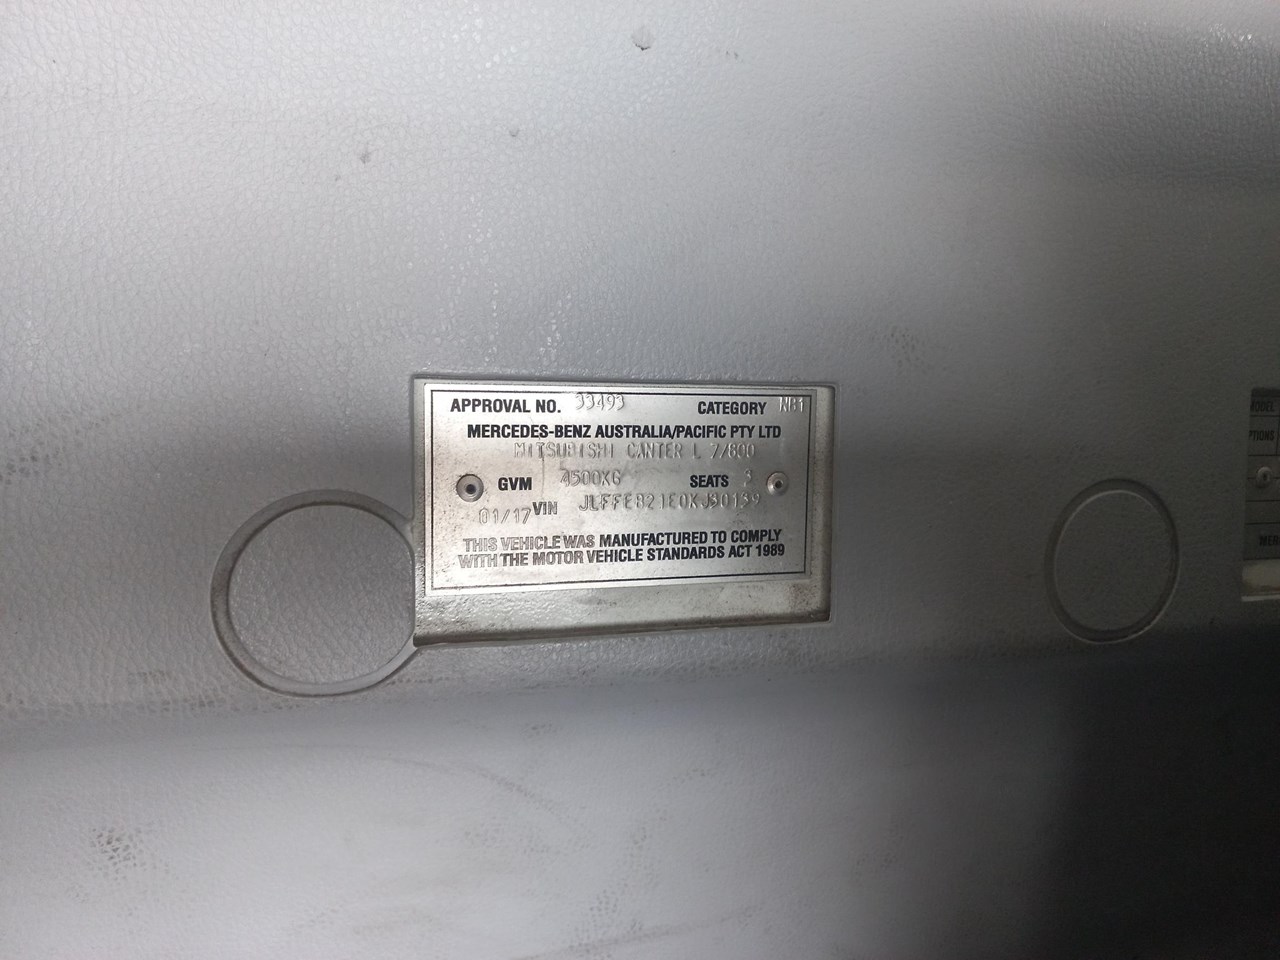 APPROVAL NO. 33493 CATEGORY NB1
MERCEDES-BENZ AUSTRALIA/PACIFIC PTY LTD
MITSUBISHI CANTER L 7/800
GVM 4500KG SEATS 3
01/17 VIN JLFFEB21E0KJ30139
THIS VEHICLE WAS MANUFACTURED TO COMPLY
WITH THE MOTOR VEHICLE STANDARDS ACT 1989